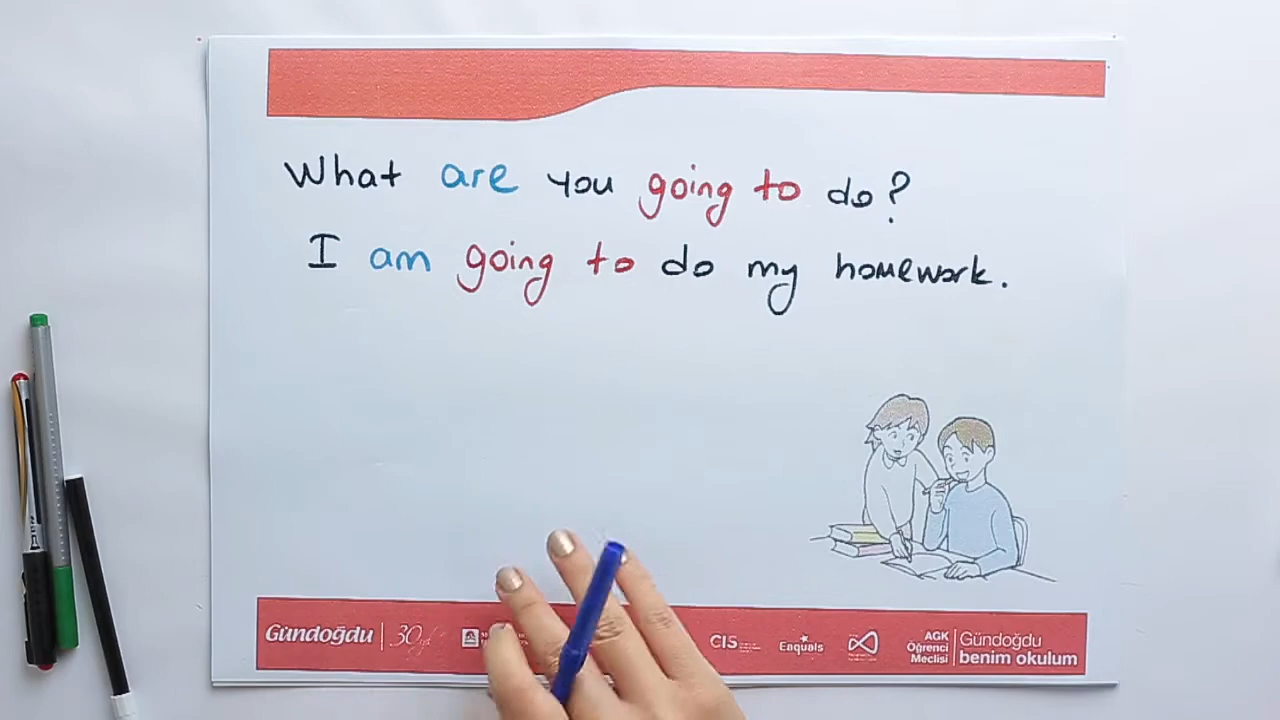 What are you going to do?
I am going to do my homework.
Gündoğdu
30
CIS
Eaquals
AGK
Öğrenci
Meclisi
Gündoğdu
benim okulum